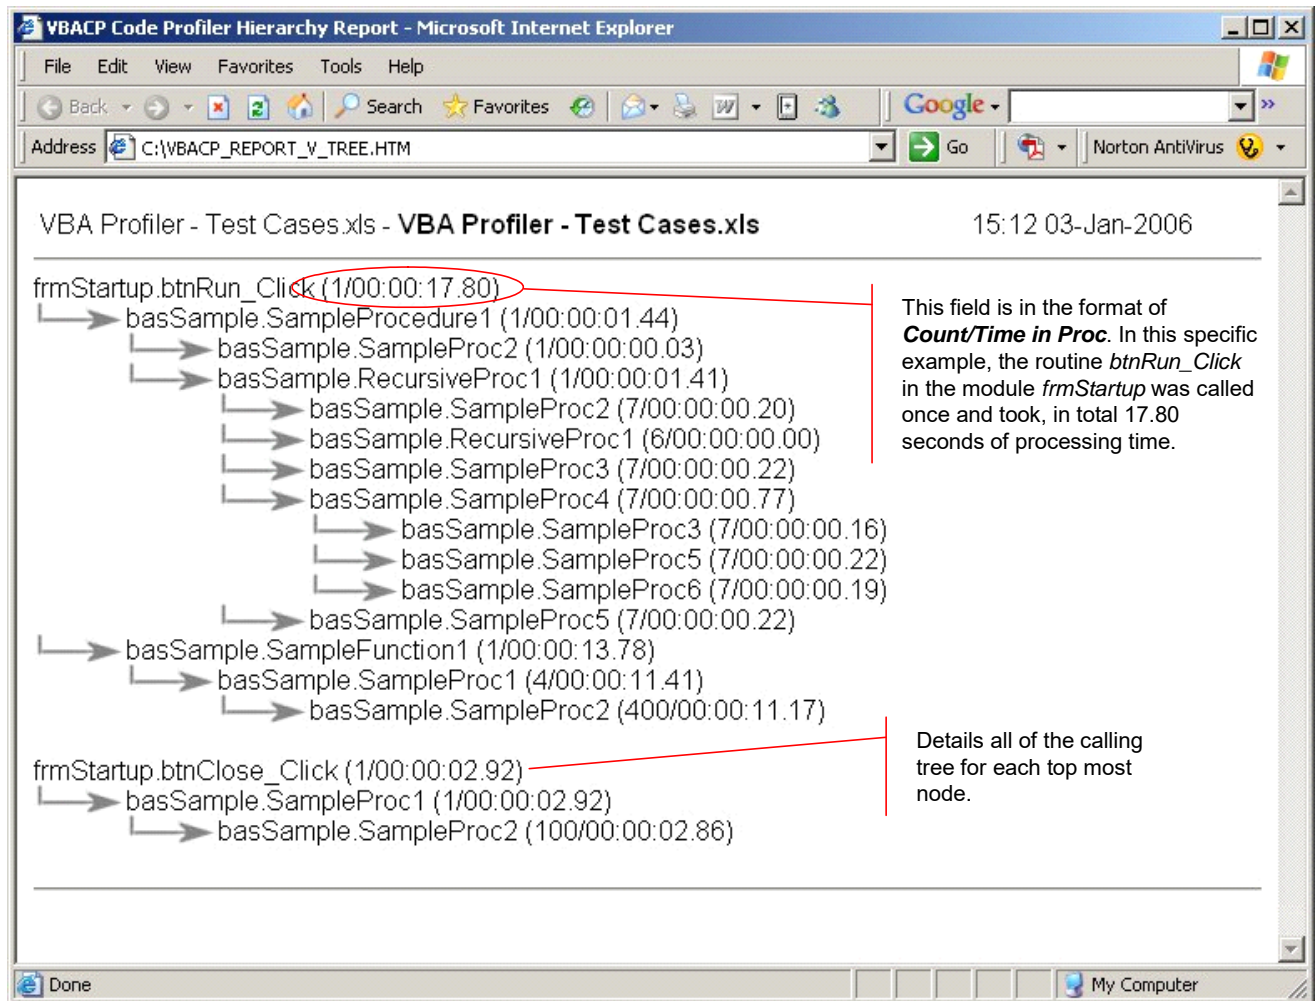 VBACP Code Profiler Hierarchy Report - Microsoft Internet Explorer
File Edit View Favorites Tools Help
Back Search Favorites Google
Address C:\VBACP_REPORT_V_TREE.HTM Go Norton AntiVirus
VBA Profiler - Test Cases.xls - VBA Profiler - Test Cases.xls 15:12 03-Jan-2006
frmStartup.btnRun_Click (1/00:00:17.80)
basSample.SampleProcedure1 (1/00:00:01.44)
basSample.SampleProc2 (1/00:00:00.03)
basSample.RecursiveProc1 (1/00:00:01.41)
basSample.SampleProc2 (7/00:00:00.20)
basSample.RecursiveProc1 (6/00:00:00.00)
basSample.SampleProc3 (7/00:00:00.22)
basSample.SampleProc4 (7/00:00:00.77)
basSample.SampleProc3 (7/00:00:00.16)
basSample.SampleProc5 (7/00:00:00.22)
basSample.SampleProc6 (7/00:00:00.19)
basSample.SampleProc5 (7/00:00:00.22)
basSample.SampleFunction1 (1/00:00:13.78)
basSample.SampleProc1 (4/00:00:11.41)
basSample.SampleProc2 (400/00:00:11.17)
This field is in the format of
Count/Time in Proc. In this specific
example, the routine btnRun_Click
in the module frmStartup was called
once and took, in total 17.80
seconds of processing time.
frmStartup.btnClose_Click (1/00:00:02.92)
basSample.SampleProc1 (1/00:00:02.92)
basSample.SampleProc2 (100/00:00:02.86)
Details all of the calling
tree for each top most
node.
Done My Computer